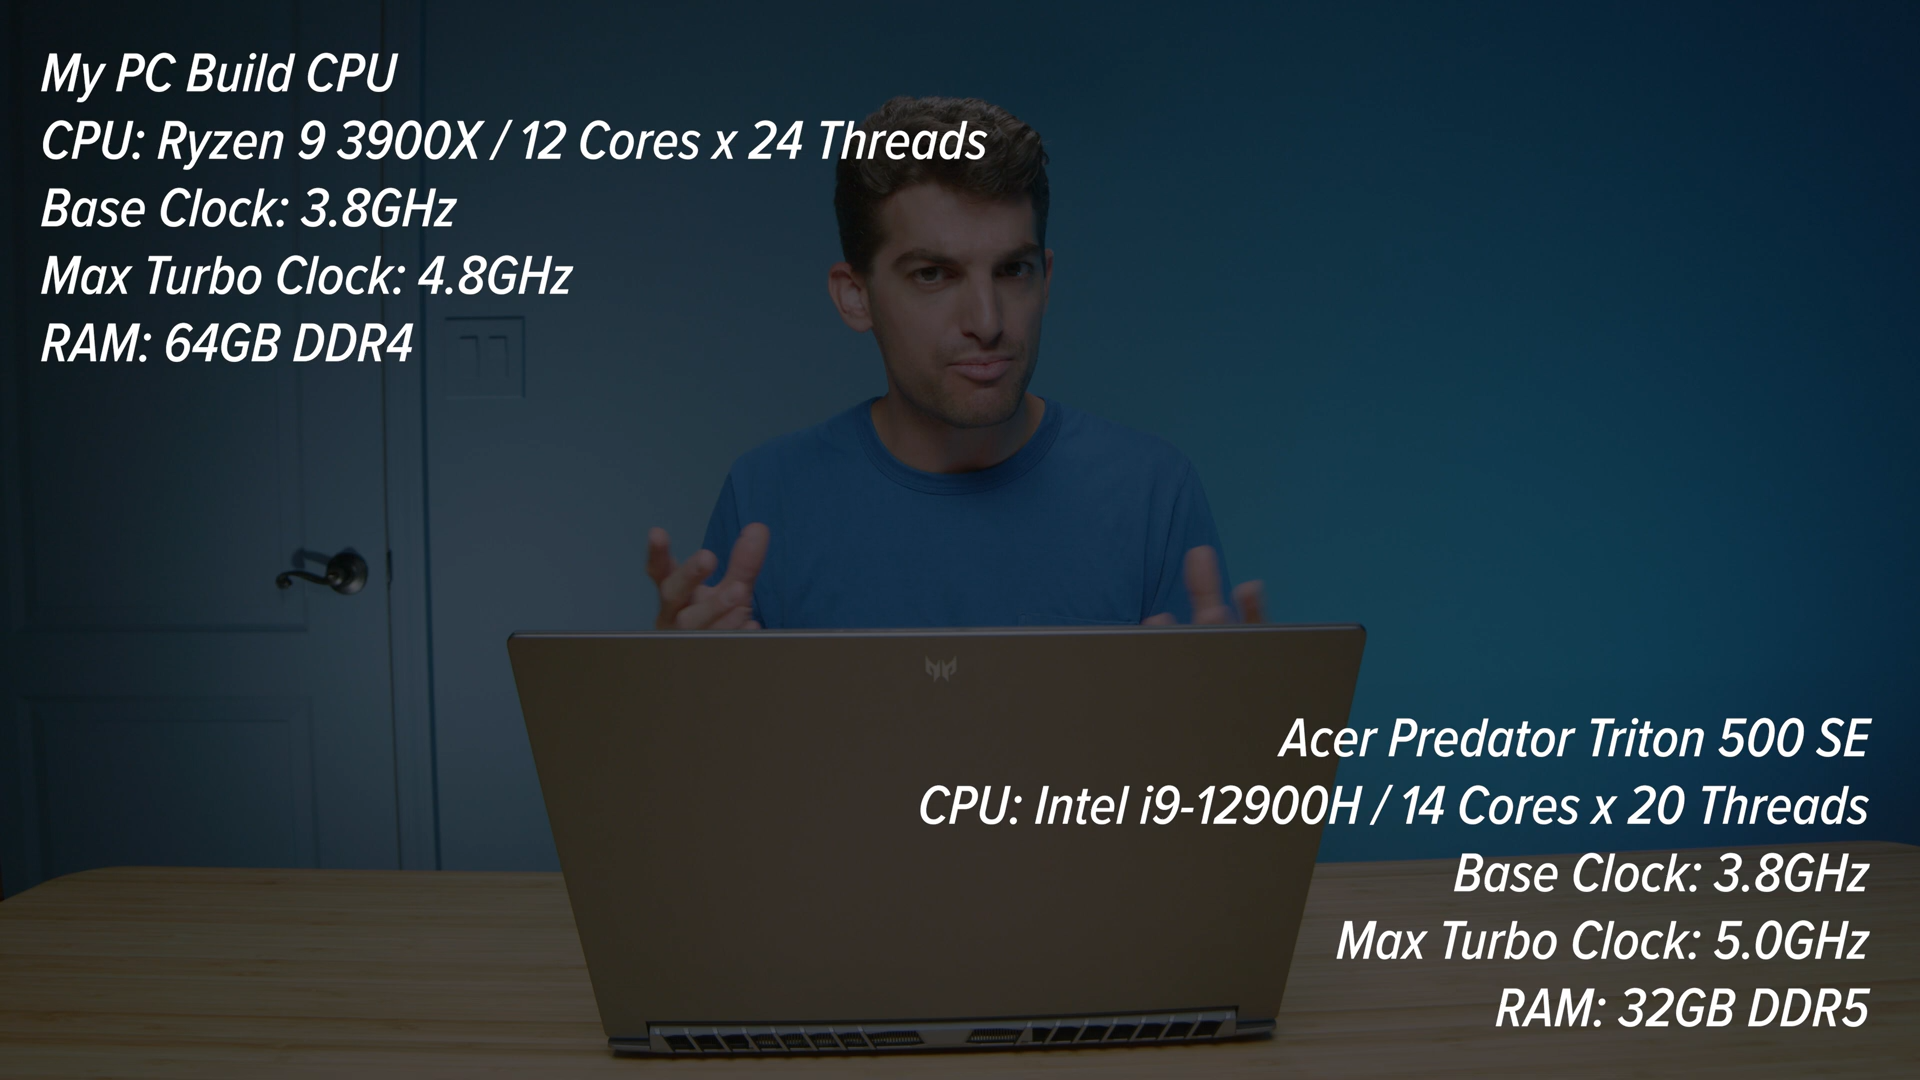 My PC Build CPU
CPU: Ryzen 9 3900X / 12 Cores x 24 Threads
Base Clock: 3.8GHz
Max Turbo Clock: 4.8GHz
RAM: 64GB DDR4
Acer Predator Triton 500 SE
CPU: Intel i9-12900H / 14 Cores x 20 Threads
Base Clock: 3.8GHz
Max Turbo Clock: 5.0GHz
RAM: 32GB DDR5